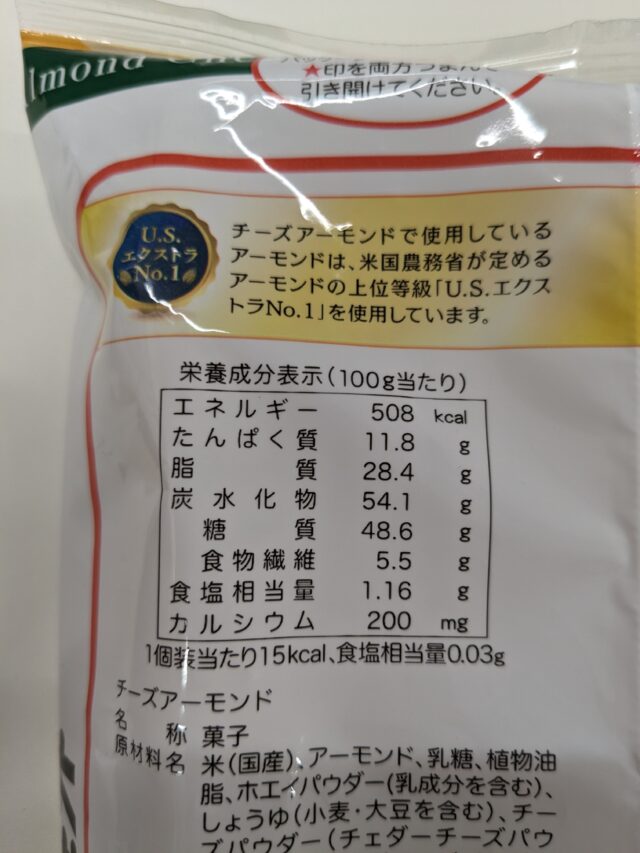 Almond
★印を両方つまんで
引き開けてください。
U.S.
エクストラ
No.1
チーズアーモンドで使用している
アーモンドは、米国農務省が定める
アーモンドの上位等級「U.S.エクス
トラNo.1」を使用しています。
栄養成分表示(100g当たり)
エネルギー 508 kcal
たんぱく質 11.8 g
脂質 28.4 g
炭水化物 54.1 g
糖質 48.6 g
食物繊維 5.5 g
食塩相当量 1.16 g
カルシウム 200 mg
1個装当たり15kcal、食塩相当量0.03g
チーズアーモンド
名称 菓子
原材料名 米(国産)、アーモンド、乳糖、植物油
脂、ホエイパウダー(乳成分を含む)、
しょうゆ(小麦・大豆を含む)、チー
ズパウダー(チェダーチーズパウ